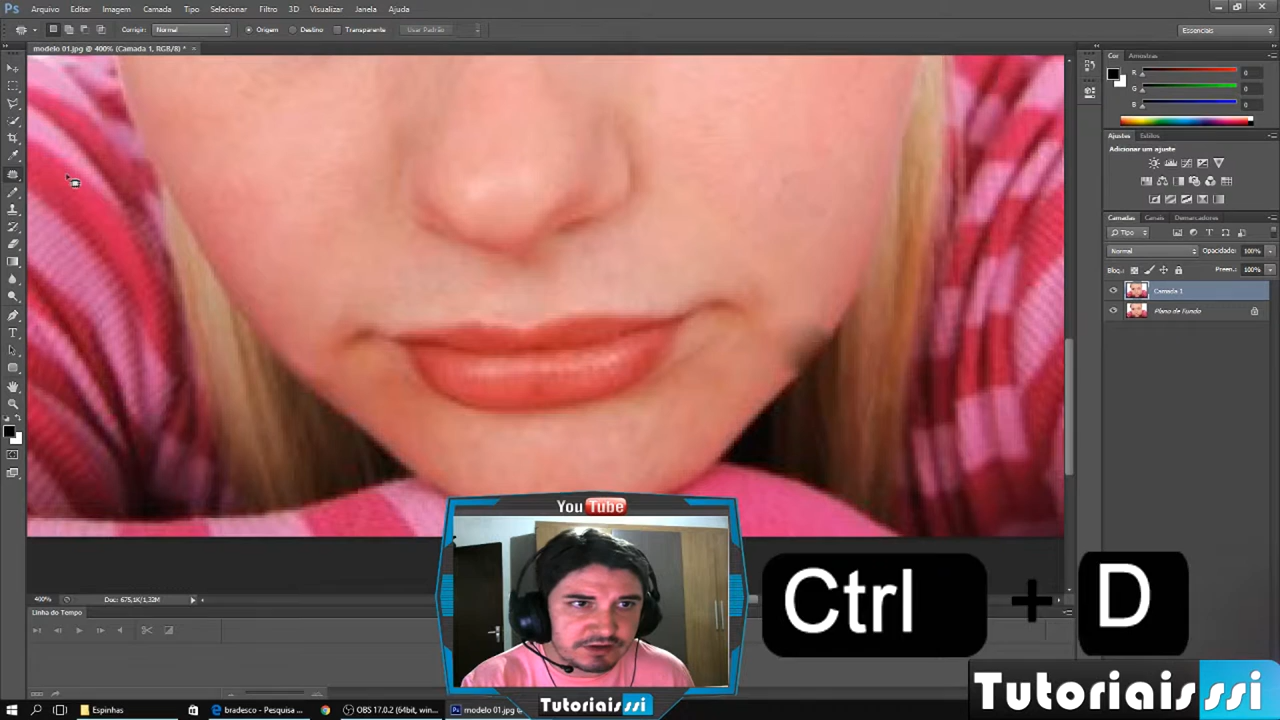 Ps Arquivo Editar Imagem Camada Tipo Selecionar Filtro 3D Visualizar Janela Ajuda
Corrigir: Normal Origem Destino Transparente Usar Padrão Essenciais
modelo 01.jpg @ 400% (Camada 1, RGB/8) * ×
Cor Amostras
R 0
G 0
B 0
Ajustes Estilos
Adicionar um ajuste
Camadas Canais Demarcadores
Tipo
Normal Opacidade: 100%
Bloq.: Preen.: 100%
Camada 1
Plano de Fundo
You Tube
Ctrl + D
400% Doc: 675,1K/1,32M
Linha do Tempo
Tutoriaisssi
Tutoriaisssi
Espinhas bradesco - Pesquisa ... OBS 17.0.2 (64bit, win... modelo 01.jpg